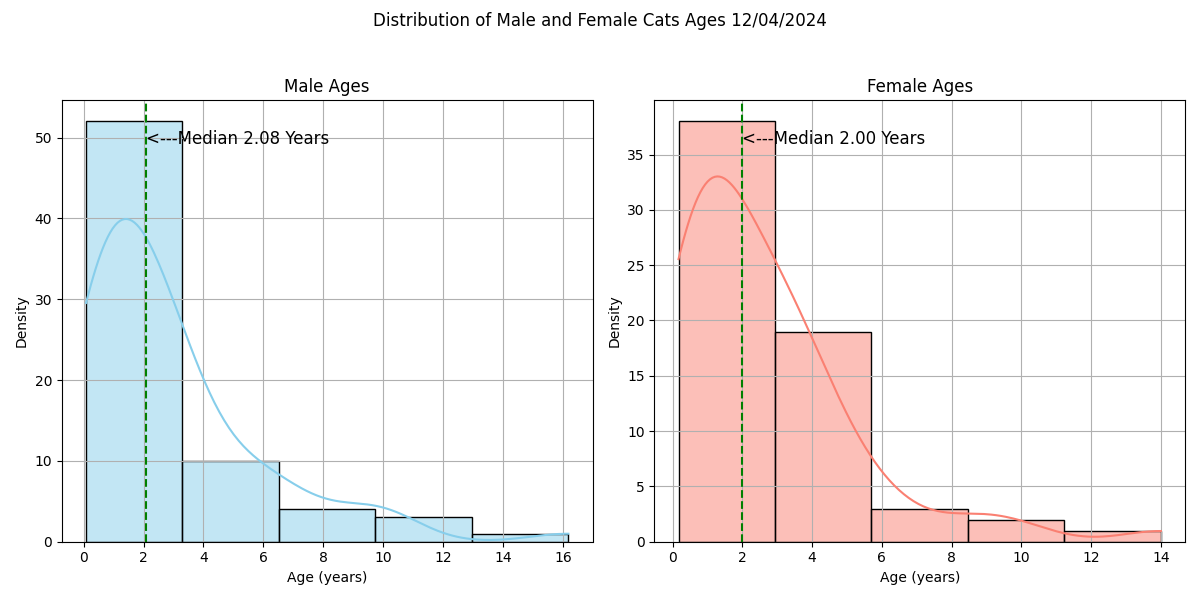 Distribution of Male and Female Cats Ages 12/04/2024
Male Ages
<---Median 2.08 Years
Density
50
40
30
20
10
0
0 2 4 6 8 10 12 14 16
Age (years)
Female Ages
<---Median 2.00 Years
Density
35
30
25
20
15
10
5
0
0 2 4 6 8 10 12 14
Age (years)